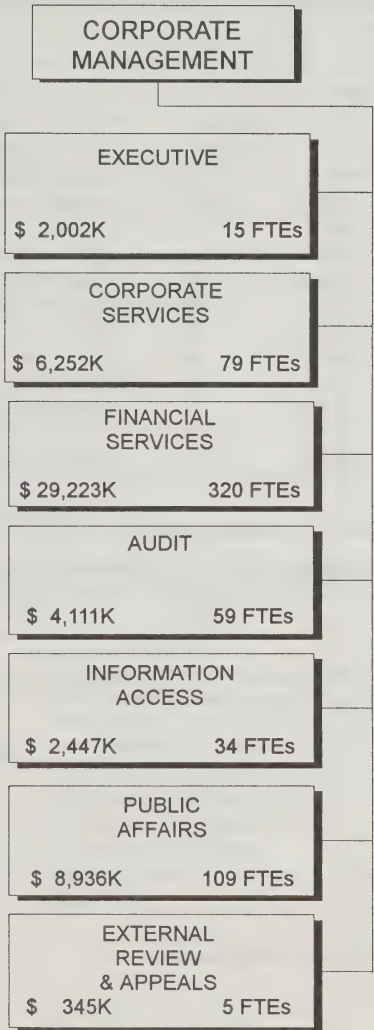 CORPORATE
MANAGEMENT
EXECUTIVE
$ 2,002K 15 FTEs
CORPORATE
SERVICES
$ 6,252K 79 FTEs
FINANCIAL
SERVICES
$ 29,223K 320 FTEs
AUDIT
$ 4,111K 59 FTEs
INFORMATION
ACCESS
$ 2,447K 34 FTEs
PUBLIC
AFFAIRS
$ 8,936K 109 FTEs
EXTERNAL
REVIEW
& APPEALS
$ 345K 5 FTEs